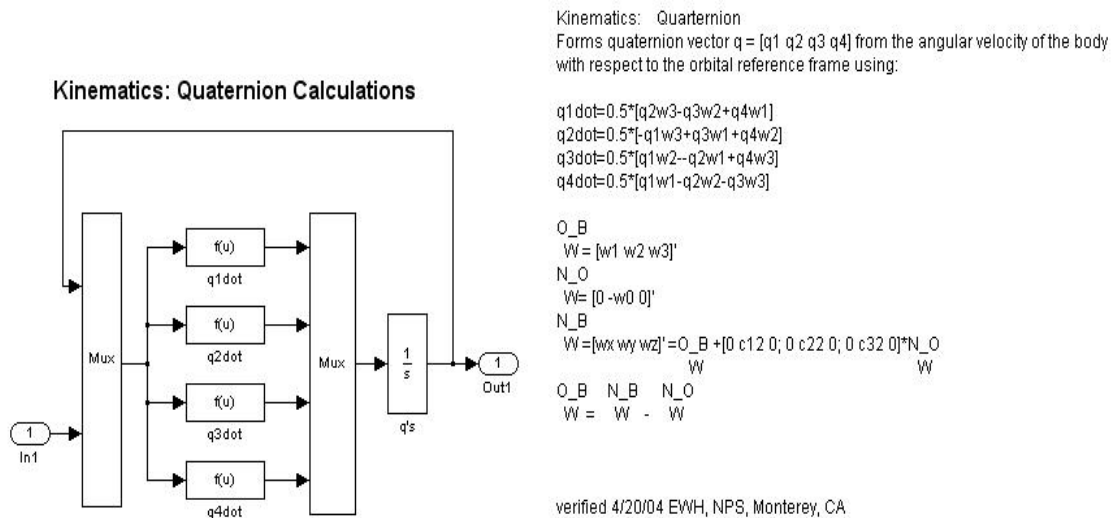 Kinematics: Quaternion Calculations
Mux
f(u)
q1dot
f(u)
q2dot
f(u)
q3dot
f(u)
q4dot
Mux
1
s
q's
1
Out1
1
In1
Kinematics: Quarternion
Forms quaternion vector q = [q1 q2 q3 q4] from the angular velocity of the body
with respect to the orbital reference frame using:
q1dot=0.5*[q2w3-q3w2+q4w1]
q2dot=0.5*[-q1w3+q3w1+q4w2]
q3dot=0.5*[q1w2--q2w1+q4w3]
q4dot=0.5*[q1w1-q2w2-q3w3]
O_B
W = [w1 w2 w3]'
N_O
W= [0 -w0 0]'
N_B
W =[wx wy wz]' =O_B +[0 c12 0; 0 c22 0; 0 c32 0]*N_O
W W
O_B N_B N_O
W = W - W
verified 4/20/04 EWH, NPS, Monterey, CA